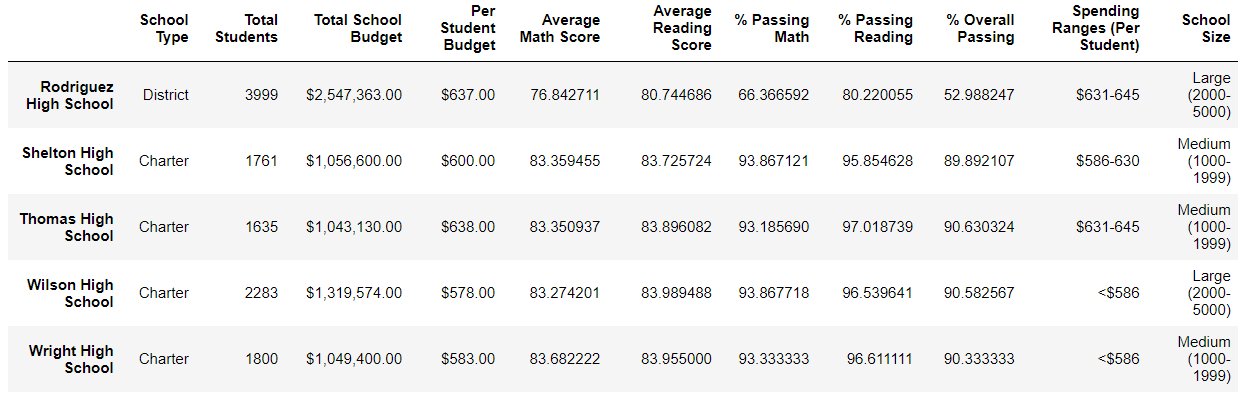 School Type Total Students Total School Budget Per Student Budget Average Math Score Average Reading Score % Passing Math % Passing Reading % Overall Passing Spending Ranges (Per Student) School Size
Rodriguez High School District 3999 $2,547,363.00 $637.00 76.842711 80.744686 66.366592 80.220055 52.988247 $631-645 Large (2000-5000)
Shelton High School Charter 1761 $1,056,600.00 $600.00 83.359455 83.725724 93.867121 95.854628 89.892107 $586-630 Medium (1000-1999)
Thomas High School Charter 1635 $1,043,130.00 $638.00 83.350937 83.896082 93.185690 97.018739 90.630324 $631-645 Medium (1000-1999)
Wilson High School Charter 2283 $1,319,574.00 $578.00 83.274201 83.989488 93.867718 96.539641 90.582567 <$586 Large (2000-5000)
Wright High School Charter 1800 $1,049,400.00 $583.00 83.682222 83.955000 93.333333 96.611111 90.333333 <$586 Medium (1000-1999)